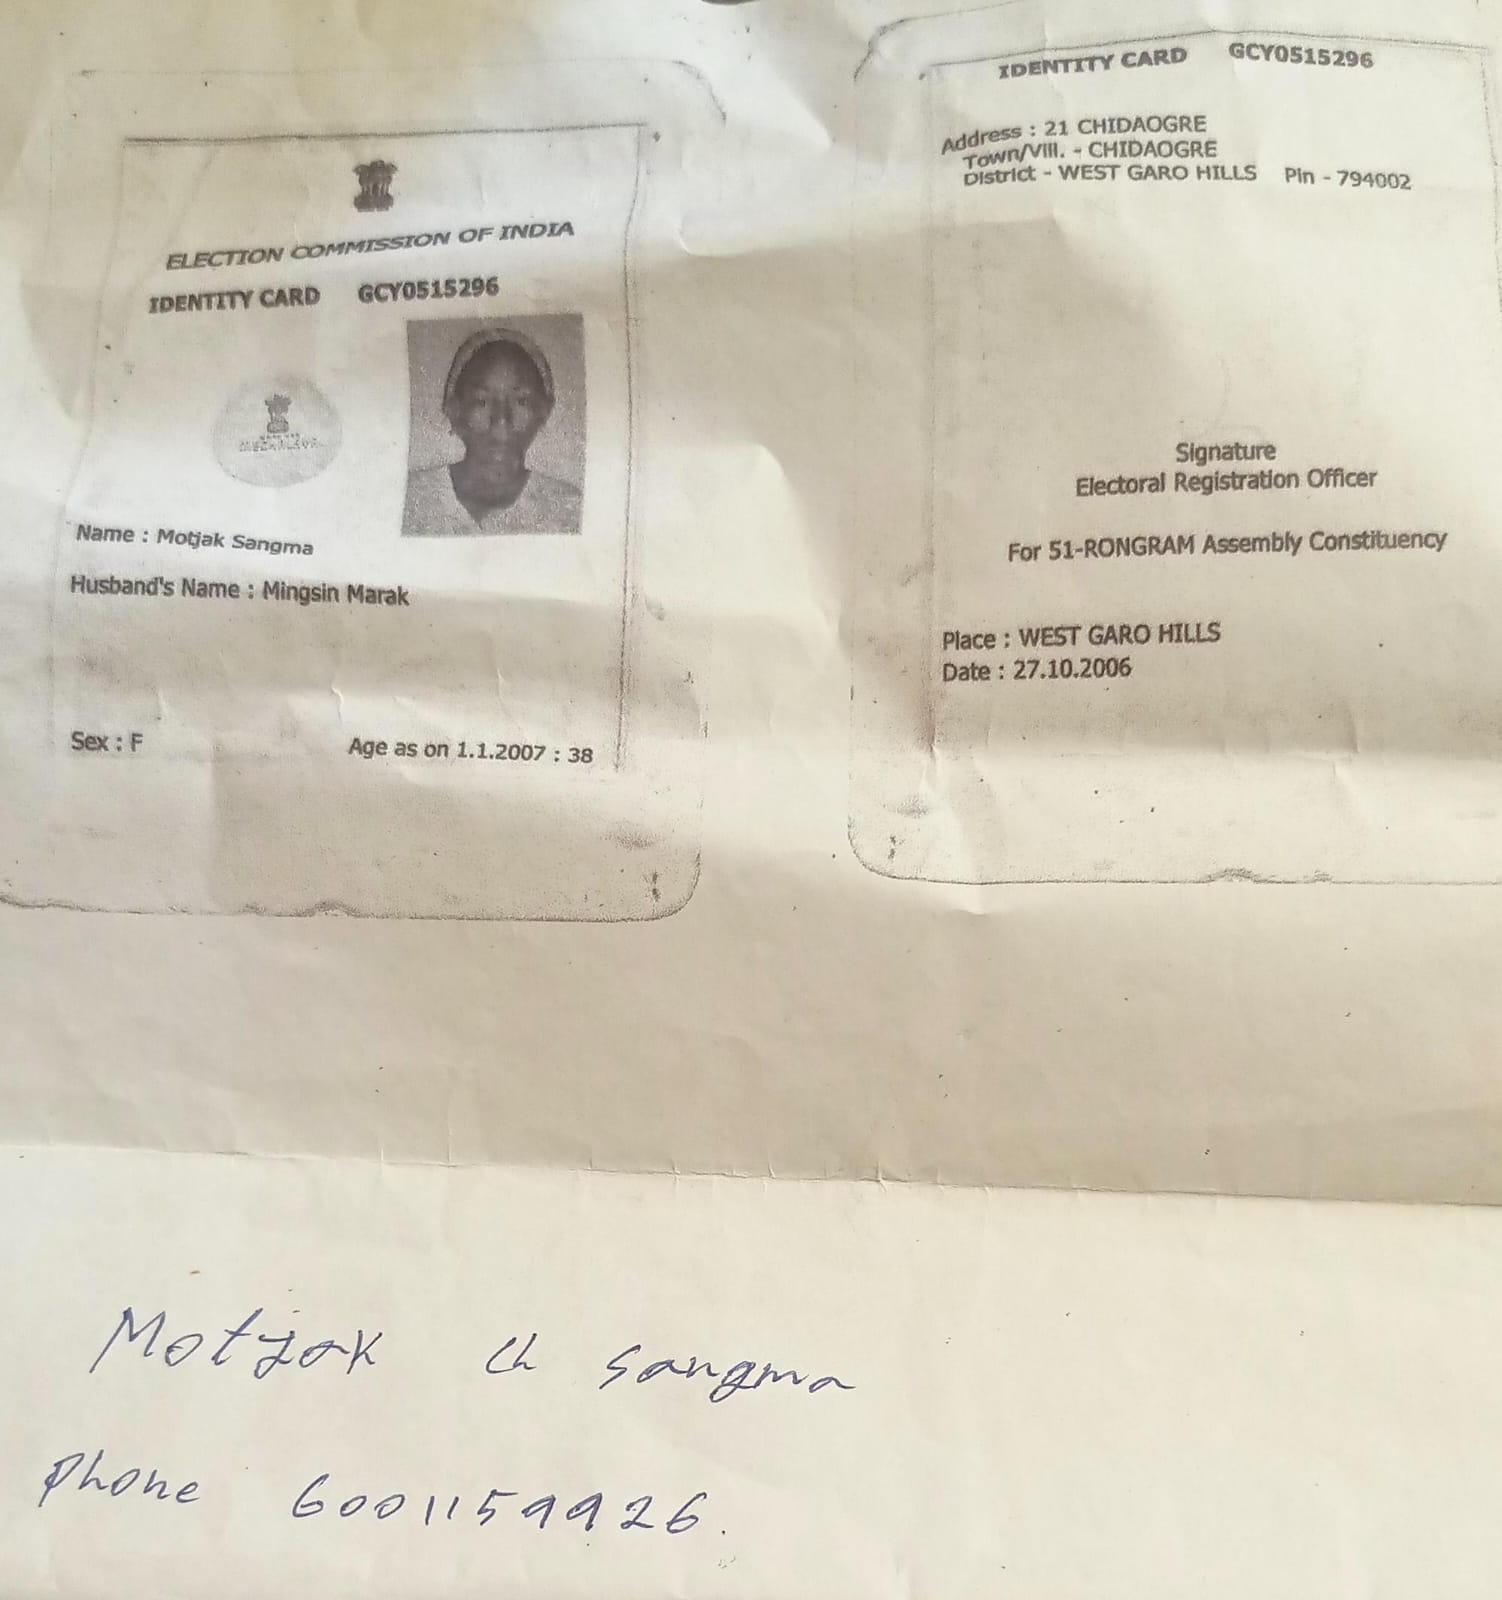 ELECTION COMMISSION OF INDIA
IDENTITY CARD GCY0515296
Name : Motjak Sangma
Husband's Name : Mingsin Marak
Sex : F Age as on 1.1.2007 : 38
IDENTITY CARD GCY0515296
Address : 21 CHIDAOGRE
Town/Vill. - CHIDAOGRE
District - WEST GARO HILLS Pin - 794002
Signature
Electoral Registration Officer
For 51-RONGRAM Assembly Constituency
Place : WEST GARO HILLS
Date : 27.10.2006
Motjak Ch Sangma
Phone 6001159926.